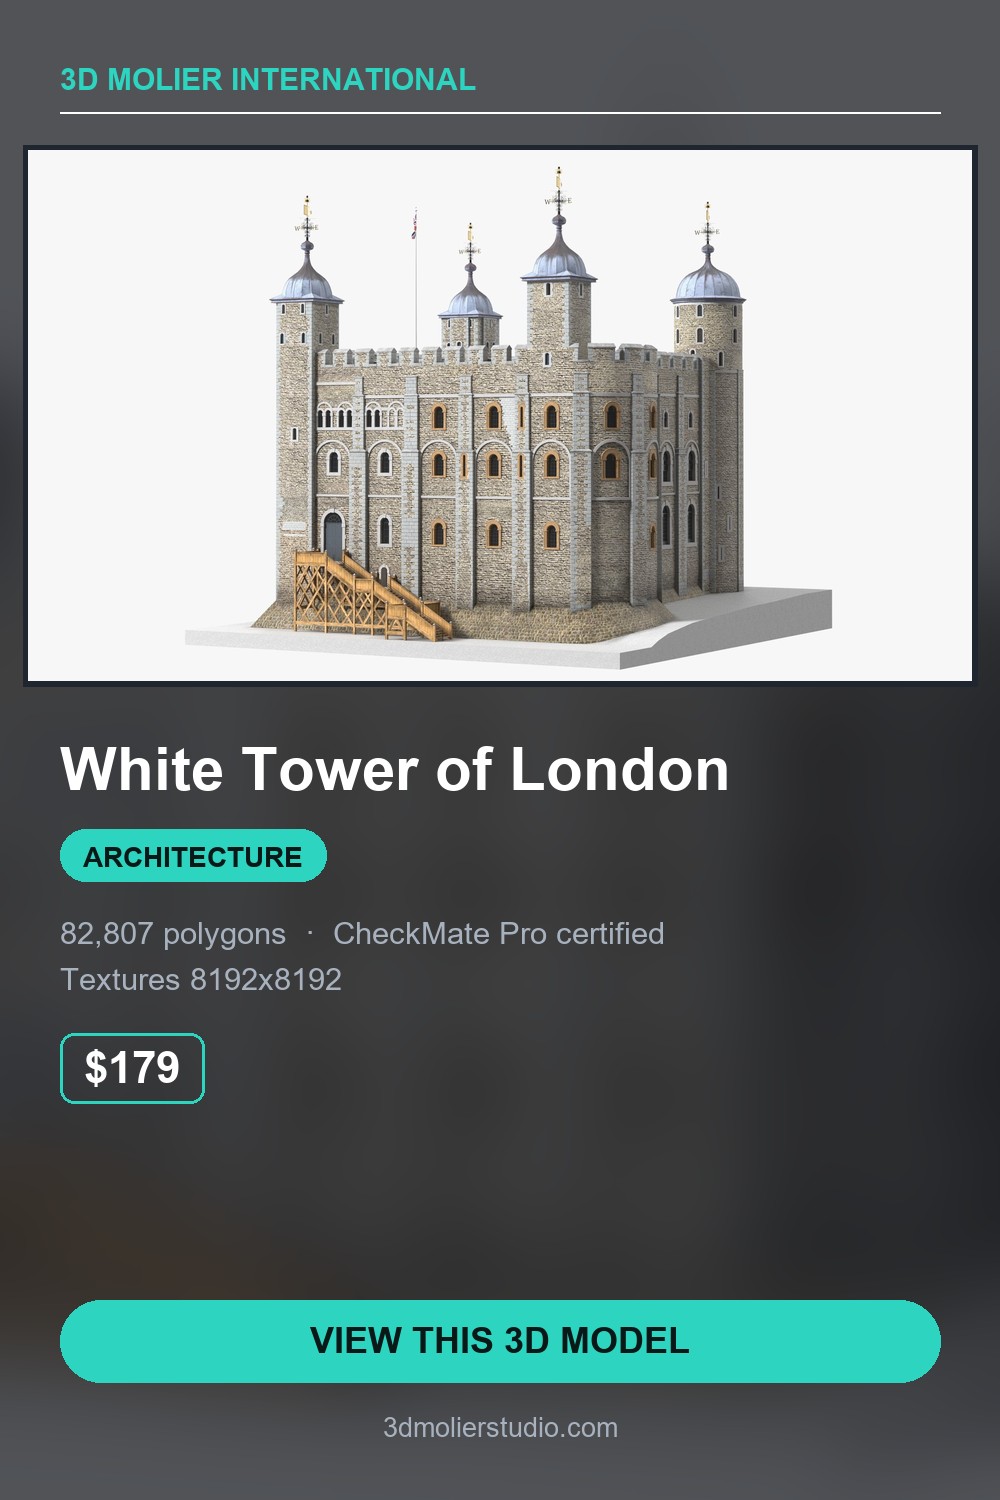 3D MOLIER INTERNATIONAL
W E
W E
W E
W E
White Tower of London
ARCHITECTURE
82,807 polygons · CheckMate Pro certified
Textures 8192x8192
$179
VIEW THIS 3D MODEL
3dmolierstudio.com